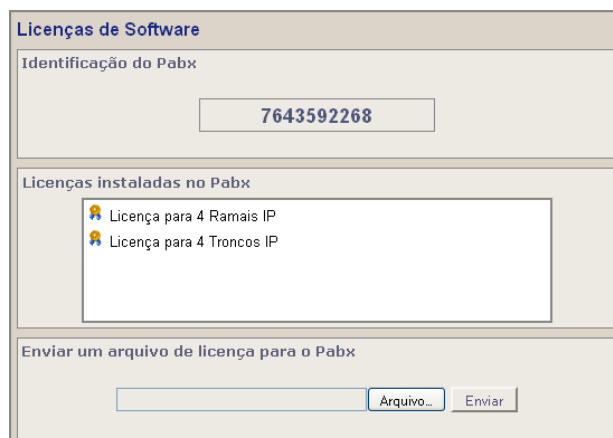 Licenças de Software
Identificação do Pabx
7643592268
Licenças instaladas no Pabx
Licença para 4 Ramais IP
Licença para 4 Troncos IP
Enviar um arquivo de licença para o Pabx
Arquivo... Enviar